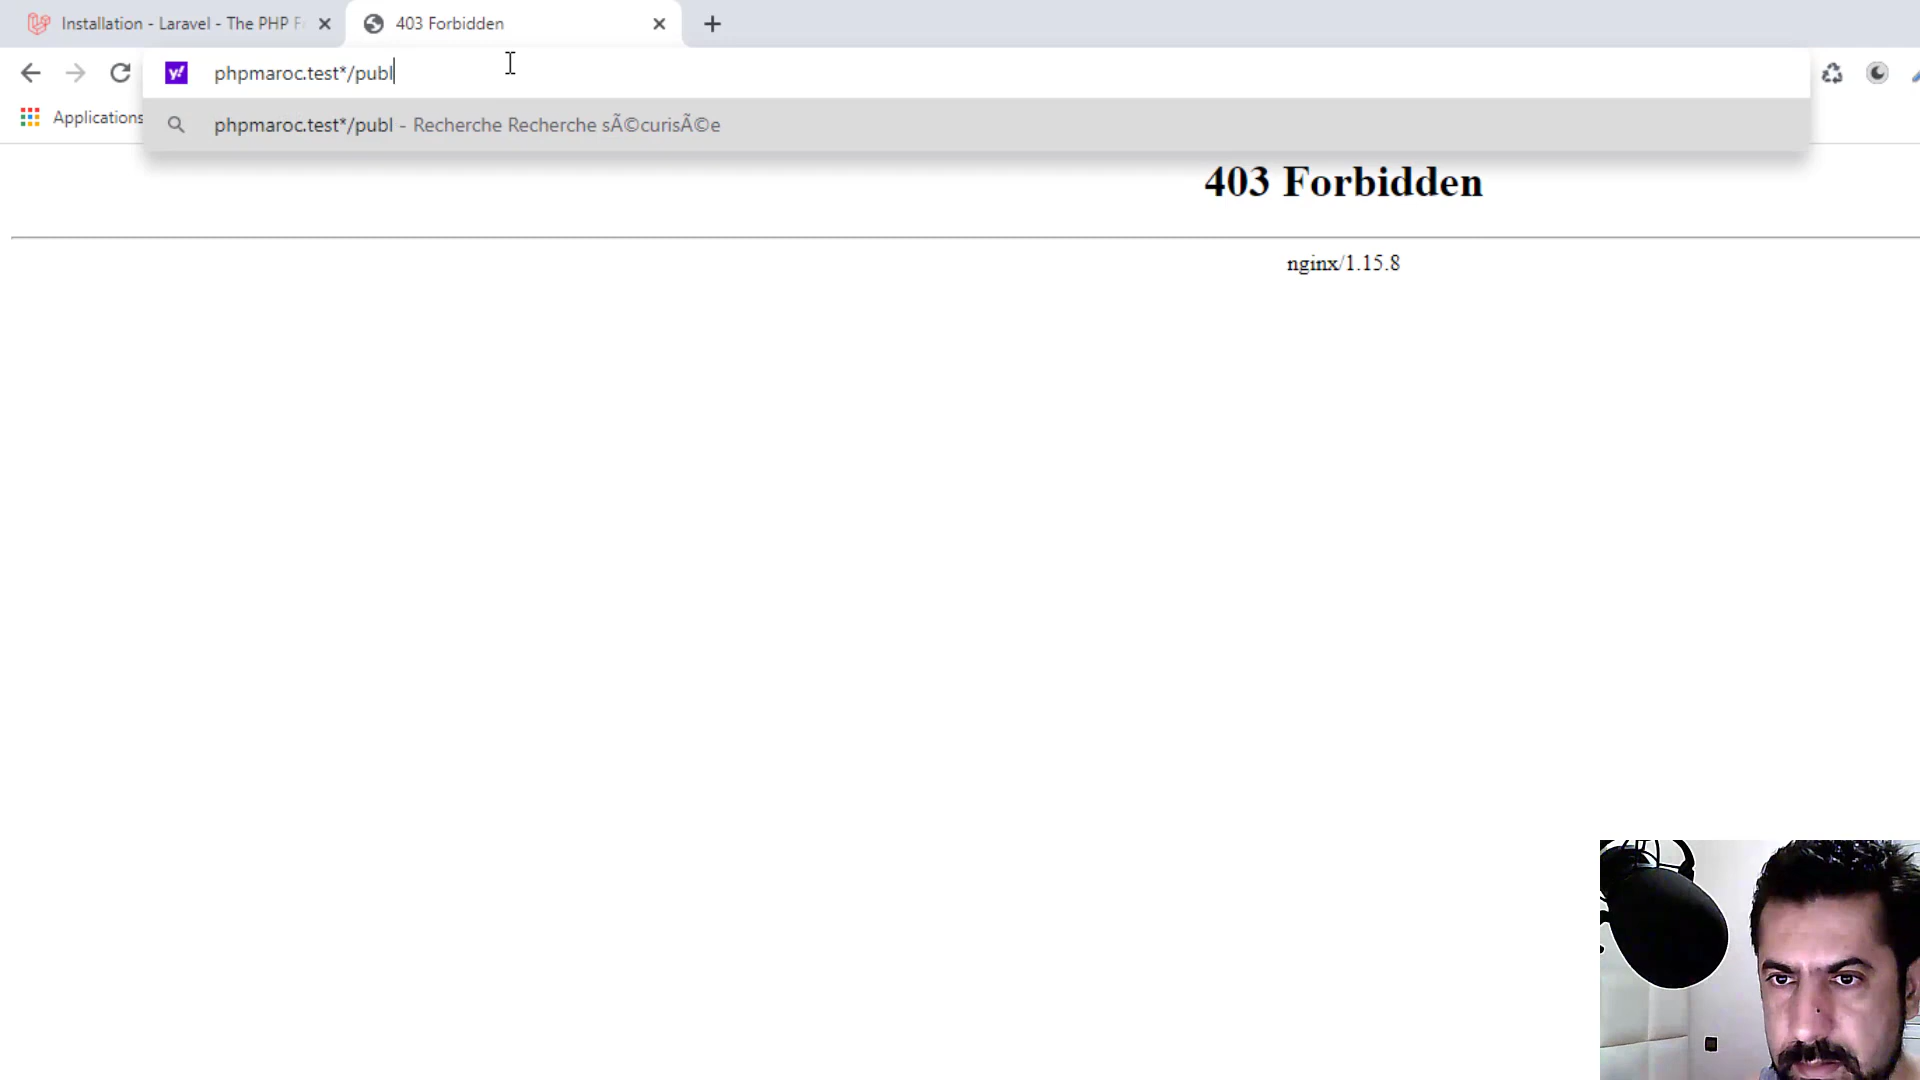 Installation - Laravel - The PHP F
403 Forbidden
y!
phpmaroc.test*/publ
Applications
phpmaroc.test*/publ - Recherche Recherche sÃ©curisÃ©e
403 Forbidden
nginx/1.15.8